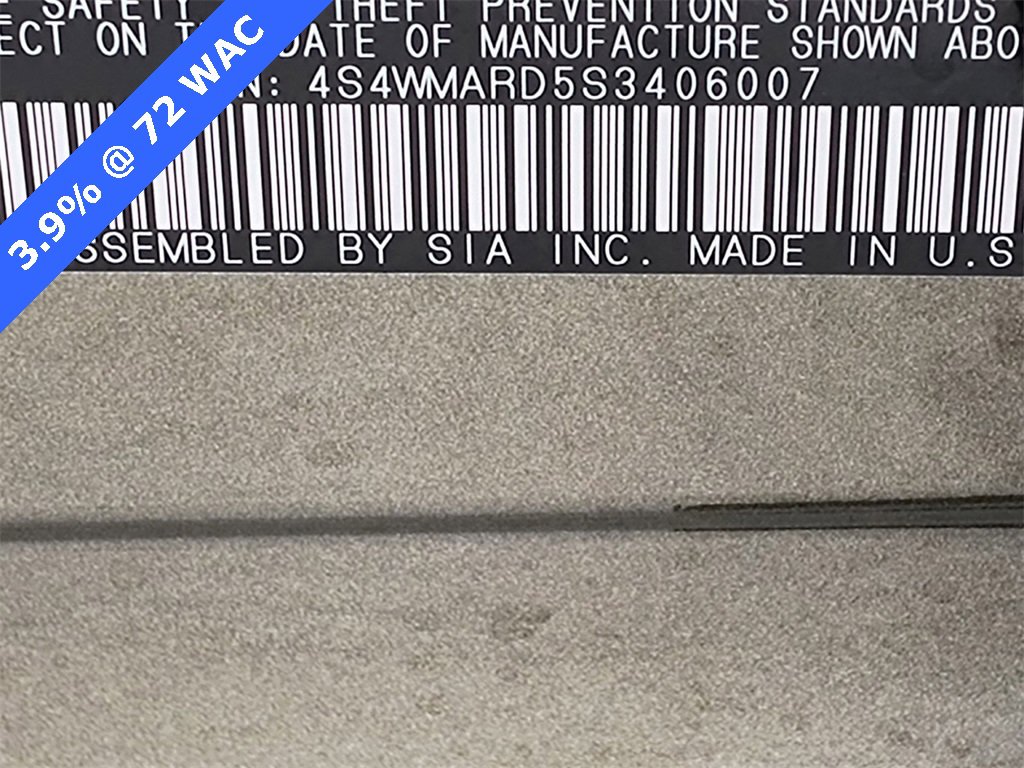 SAFETY THEFT PREVENTION STANDARDS
ECT ON DATE OF MANUFACTURE SHOWN ABO
N: 4S4WMARD5S3406007
SSEMBLED BY SIA INC. MADE IN U.S
3.9% @ 72 WAC